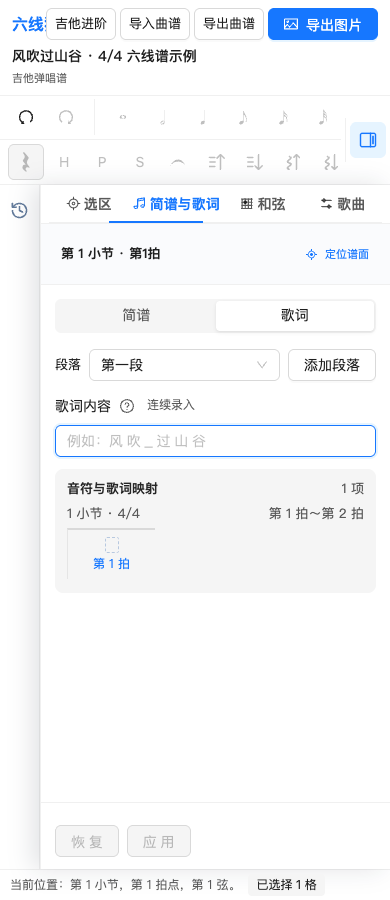 六线
吉他进阶
导入曲谱
导出曲谱
导出图片
风吹过山谷 · 4/4 六线谱示例
吉他弹唱谱
H P S
选区
简谱与歌词
和弦
歌曲
第 1 小节 · 第1拍
定位谱面
简谱
歌词
段落
第一段
添加段落
歌词内容
连续录入
例如：风 吹 _ 过 山 谷
音符与歌词映射
1 项
1 小节 · 4/4
第 1 拍～第 2 拍
第 1 拍
恢 复
应 用
当前位置：第 1 小节，第 1 拍点，第 1 弦。
已选择 1 格